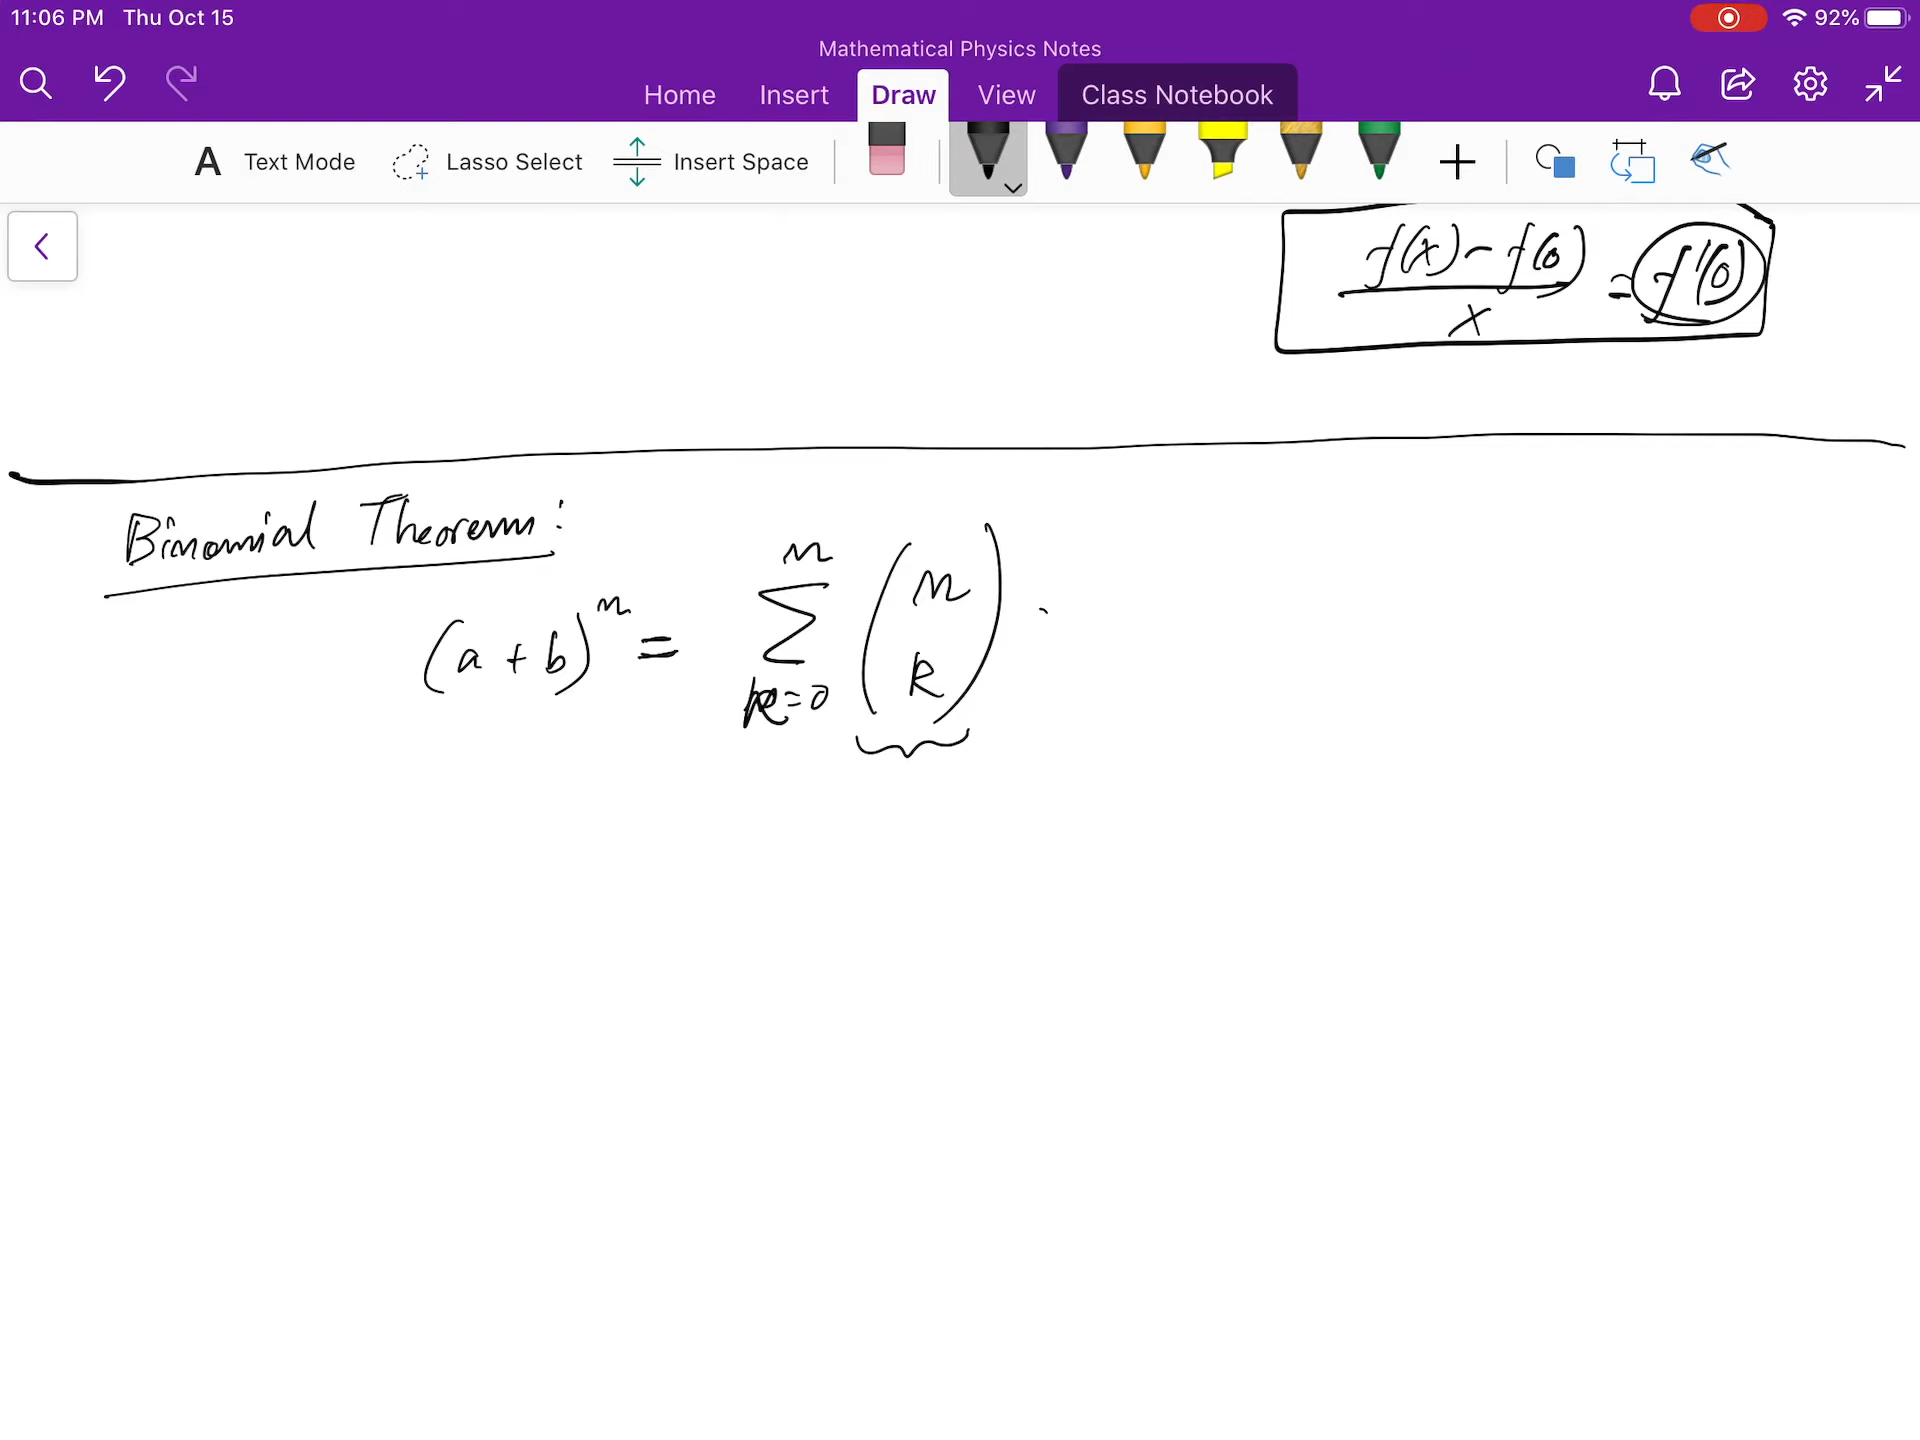 11:06 PM Thu Oct 15
92%
Mathematical Physics Notes
Home Insert Draw View Class Notebook
A Text Mode Lasso Select Insert Space
f(x) - f(0) / x = f'(0)
Binomial Theorem:
(a + b)^n = ∑_{k=0}^{n} (n k)